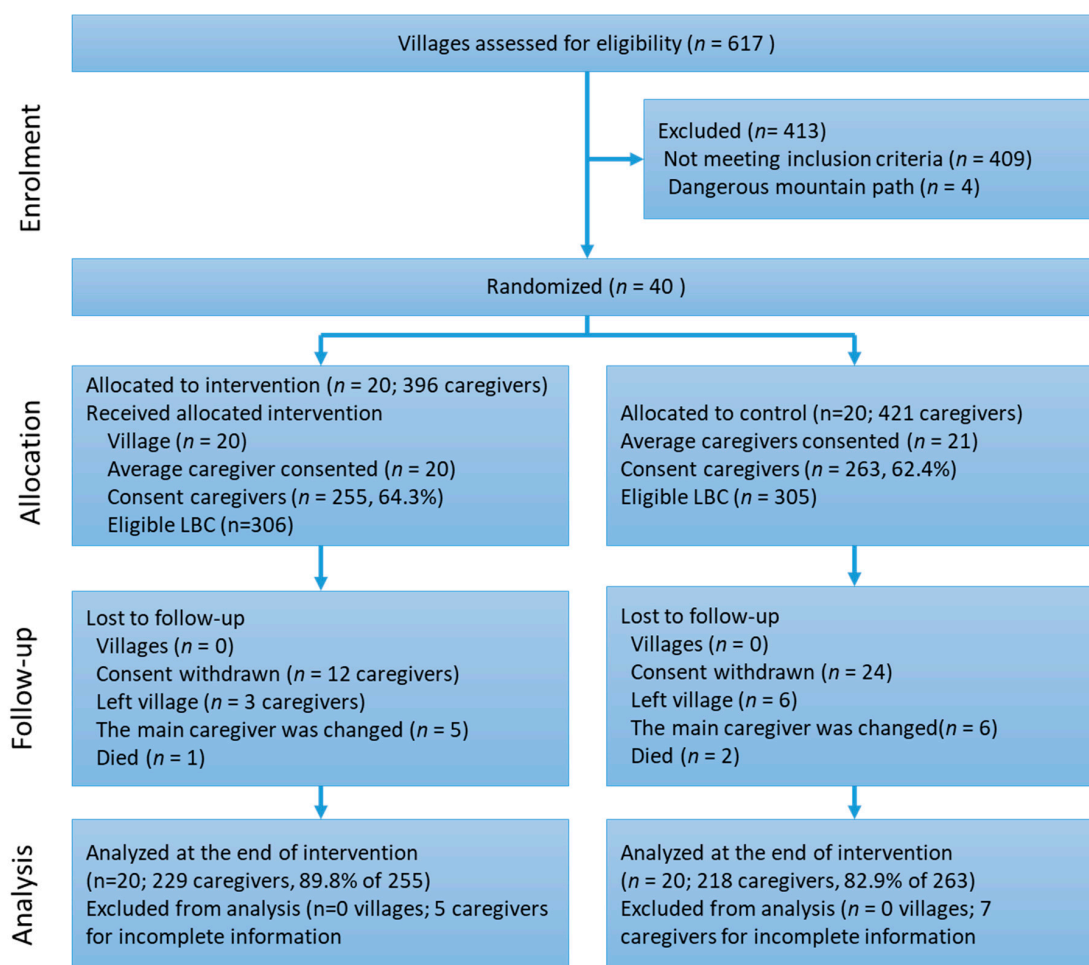 Villages assessed for eligibility (n = 617 )
Enrolment
Excluded (n= 413)
Not meeting inclusion criteria (n = 409)
Dangerous mountain path (n = 4)
Randomized (n = 40 )
Allocation
Allocated to intervention (n = 20; 396 caregivers)
Received allocated intervention
Village (n = 20)
Average caregiver consented (n = 20)
Consent caregivers (n = 255, 64.3%)
Eligible LBC (n=306)
Allocated to control (n=20; 421 caregivers)
Average caregivers consented (n = 21)
Consent caregivers (n = 263, 62.4%)
Eligible LBC (n = 305)
Follow-up
Lost to follow-up
Villages (n = 0)
Consent withdrawn (n = 12 caregivers)
Left village (n = 3 caregivers)
The main caregiver was changed (n = 5)
Died (n = 1)
Lost to follow-up
Villages (n = 0)
Consent withdrawn (n = 24)
Left village (n = 6)
The main caregiver was changed(n = 6)
Died (n = 2)
Analysis
Analyzed at the end of intervention
(n=20; 229 caregivers, 89.8% of 255)
Excluded from analysis (n=0 villages; 5 caregivers
for incomplete information
Analyzed at the end of intervention
(n = 20; 218 caregivers, 82.9% of 263)
Excluded from analysis (n = 0 villages; 7
caregivers for incomplete information